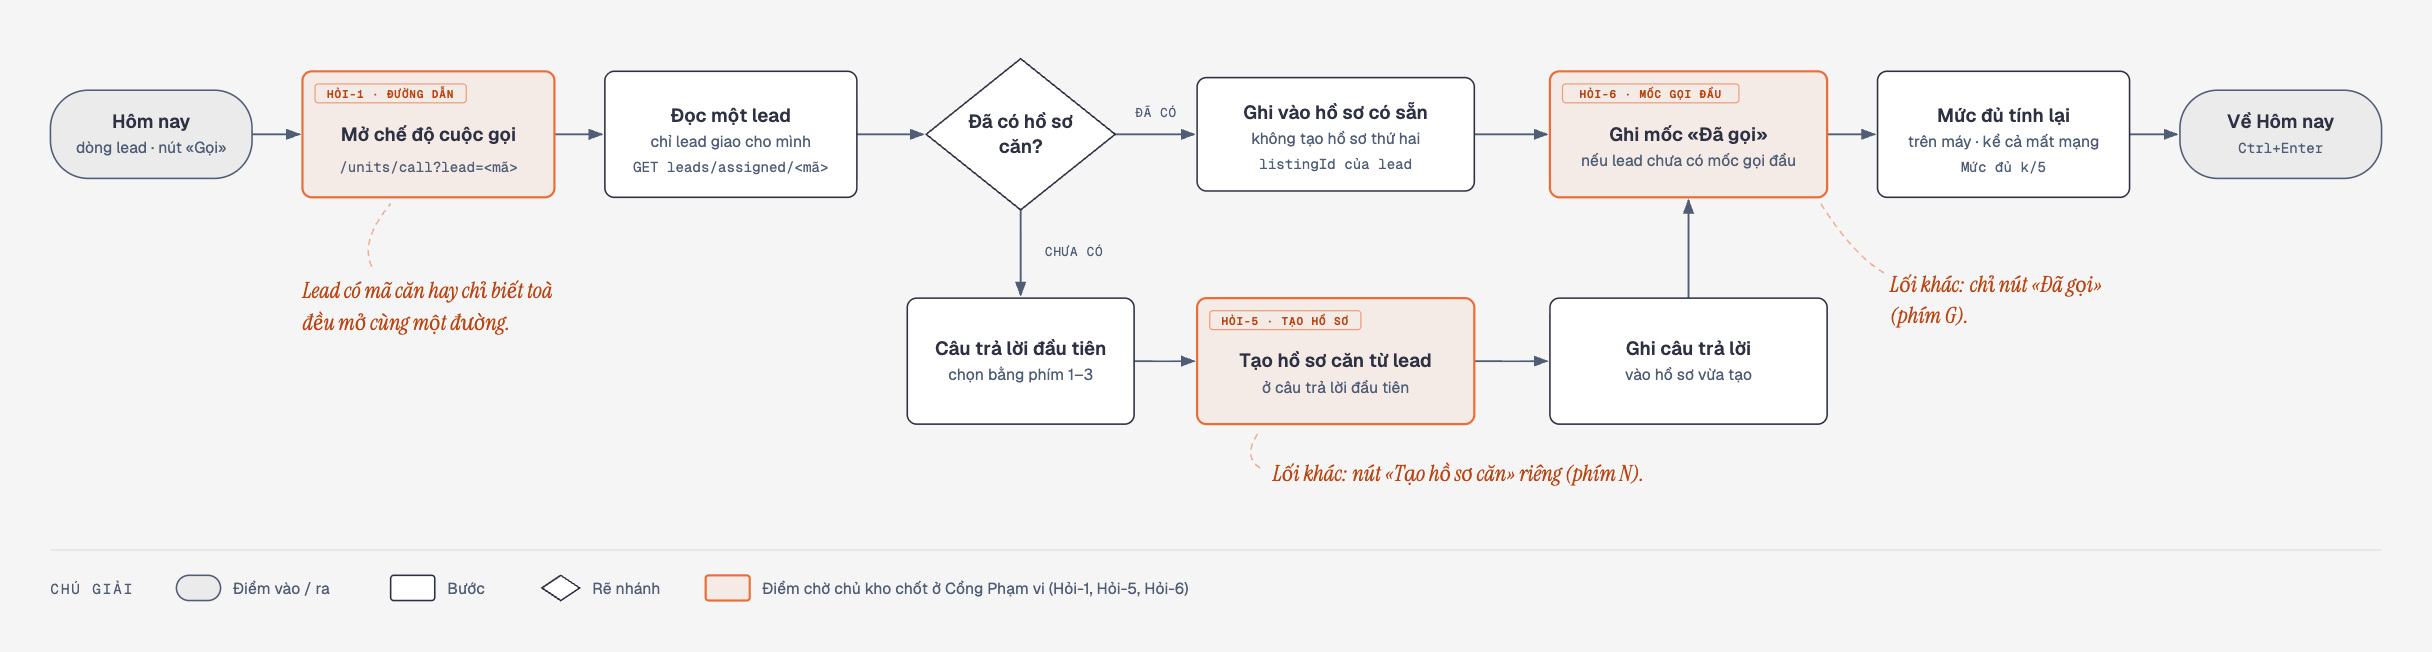 Hôm nay
dòng lead · nút «Gọi»
HỎI-1 · ĐƯỜNG DẪN
Mở chế độ cuộc gọi
/units/call?lead=<mã>
Đọc một lead
chỉ lead giao cho mình
GET leads/assigned/<mã>
Đã có hồ sơ
căn?
ĐÃ CÓ
Ghi vào hồ sơ có sẵn
không tạo hồ sơ thứ hai
listingId của lead
HỎI-6 · MỐC GỌI ĐẦU
Ghi mốc «Đã gọi»
nếu lead chưa có mốc gọi đầu
Mức đủ tính lại
trên máy · kể cả mất mạng
Mức đủ k/5
Về Hôm nay
Ctrl+Enter
CHƯA CÓ
Lead có mã căn hay chỉ biết toà
đều mở cùng một đường.
Lối khác: chỉ nút «Đã gọi»
(phím G).
Câu trả lời đầu tiên
chọn bằng phím 1–3
HỎI-5 · TẠO HỒ SƠ
Tạo hồ sơ căn từ lead
ở câu trả lời đầu tiên
Ghi câu trả lời
vào hồ sơ vừa tạo
Lối khác: nút «Tạo hồ sơ căn» riêng (phím N).
CHÚ GIẢI
Điểm vào / ra
Bước
Rẽ nhánh
Điểm chờ chủ kho chốt ở Cổng Phạm vi (Hỏi-1, Hỏi-5, Hỏi-6)